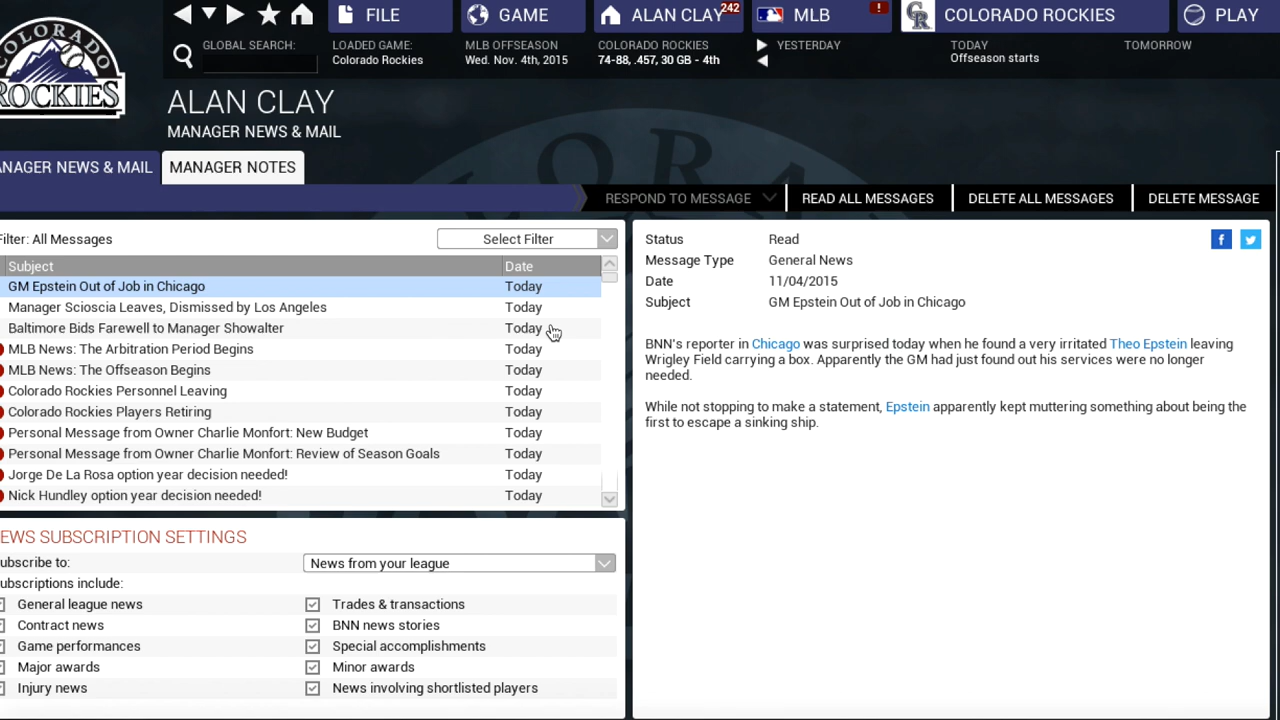 COLORADO
ROCKIES
FILE
GAME
ALAN CLAY
242
MLB
!
CR
COLORADO ROCKIES
PLAY
GLOBAL SEARCH:
LOADED GAME:
Colorado Rockies
MLB OFFSEASON
Wed. Nov. 4th, 2015
COLORADO ROCKIES
74-88, .457, 30 GB - 4th
YESTERDAY
TODAY
Offseason starts
TOMORROW
ALAN CLAY
MANAGER NEWS & MAIL
ANAGER NEWS & MAIL
MANAGER NOTES
RESPOND TO MESSAGE
READ ALL MESSAGES
DELETE ALL MESSAGES
DELETE MESSAGE
Filter: All Messages
Select Filter
Subject Date
GM Epstein Out of Job in Chicago Today
Manager Scioscia Leaves, Dismissed by Los Angeles Today
Baltimore Bids Farewell to Manager Showalter Today
MLB News: The Arbitration Period Begins Today
MLB News: The Offseason Begins Today
Colorado Rockies Personnel Leaving Today
Colorado Rockies Players Retiring Today
Personal Message from Owner Charlie Monfort: New Budget Today
Personal Message from Owner Charlie Monfort: Review of Season Goals Today
Jorge De La Rosa option year decision needed! Today
Nick Hundley option year decision needed! Today
EWS SUBSCRIPTION SETTINGS
ubscribe to: News from your league
ubscriptions include:
General league news Trades & transactions
Contract news BNN news stories
Game performances Special accomplishments
Major awards Minor awards
Injury news News involving shortlisted players
Status Read
Message Type General News
Date 11/04/2015
Subject GM Epstein Out of Job in Chicago
BNN's reporter in Chicago was surprised today when he found a very irritated Theo Epstein leaving
Wrigley Field carrying a box. Apparently the GM had just found out his services were no longer
needed.
While not stopping to make a statement, Epstein apparently kept muttering something about being the
first to escape a sinking ship.